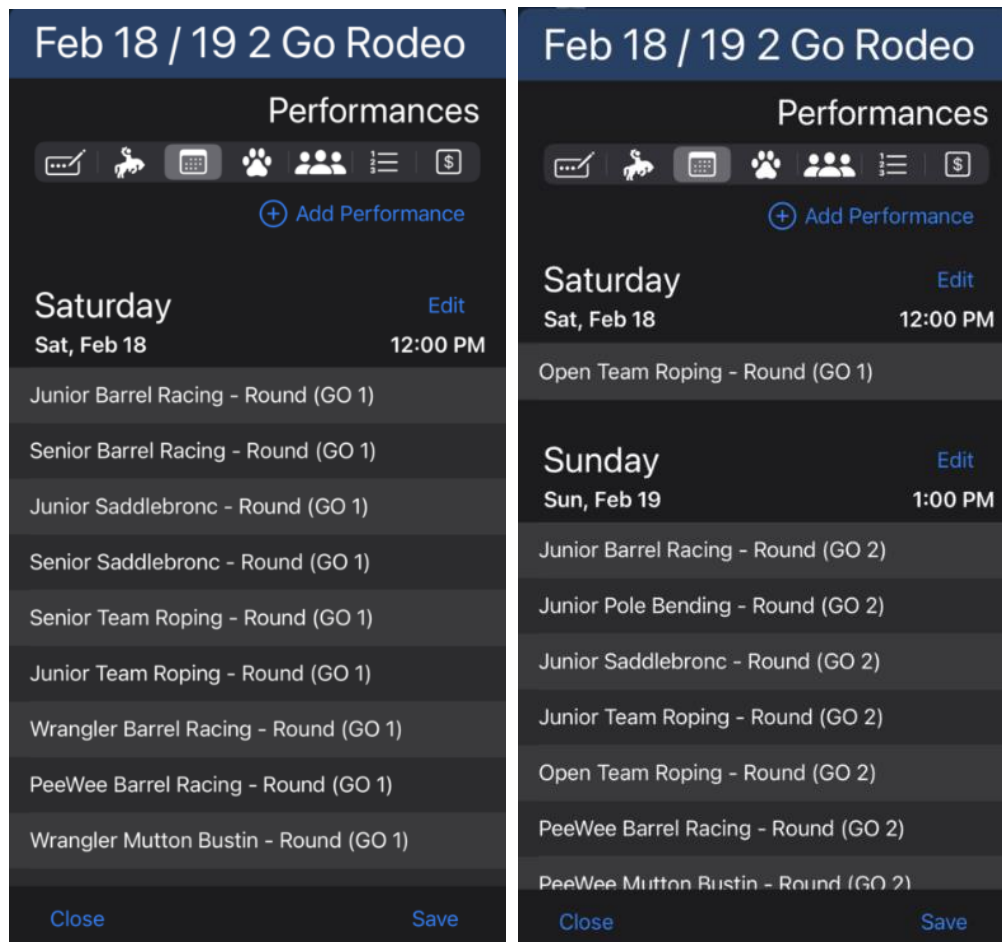 Feb 18 / 19 2 Go Rodeo
Performances
Add Performance
Saturday Edit
Sat, Feb 18 12:00 PM
Junior Barrel Racing - Round (GO 1)
Senior Barrel Racing - Round (GO 1)
Junior Saddlebronc - Round (GO 1)
Senior Saddlebronc - Round (GO 1)
Senior Team Roping - Round (GO 1)
Junior Team Roping - Round (GO 1)
Wrangler Barrel Racing - Round (GO 1)
PeeWee Barrel Racing - Round (GO 1)
Wrangler Mutton Bustin - Round (GO 1)
Close Save
Feb 18 / 19 2 Go Rodeo
Performances
Add Performance
Saturday Edit
Sat, Feb 18 12:00 PM
Open Team Roping - Round (GO 1)
Sunday Edit
Sun, Feb 19 1:00 PM
Junior Barrel Racing - Round (GO 2)
Junior Pole Bending - Round (GO 2)
Junior Saddlebronc - Round (GO 2)
Junior Team Roping - Round (GO 2)
Open Team Roping - Round (GO 2)
PeeWee Barrel Racing - Round (GO 2)
PeeWee Mutton Bustin - Round (GO 2)
Close Save